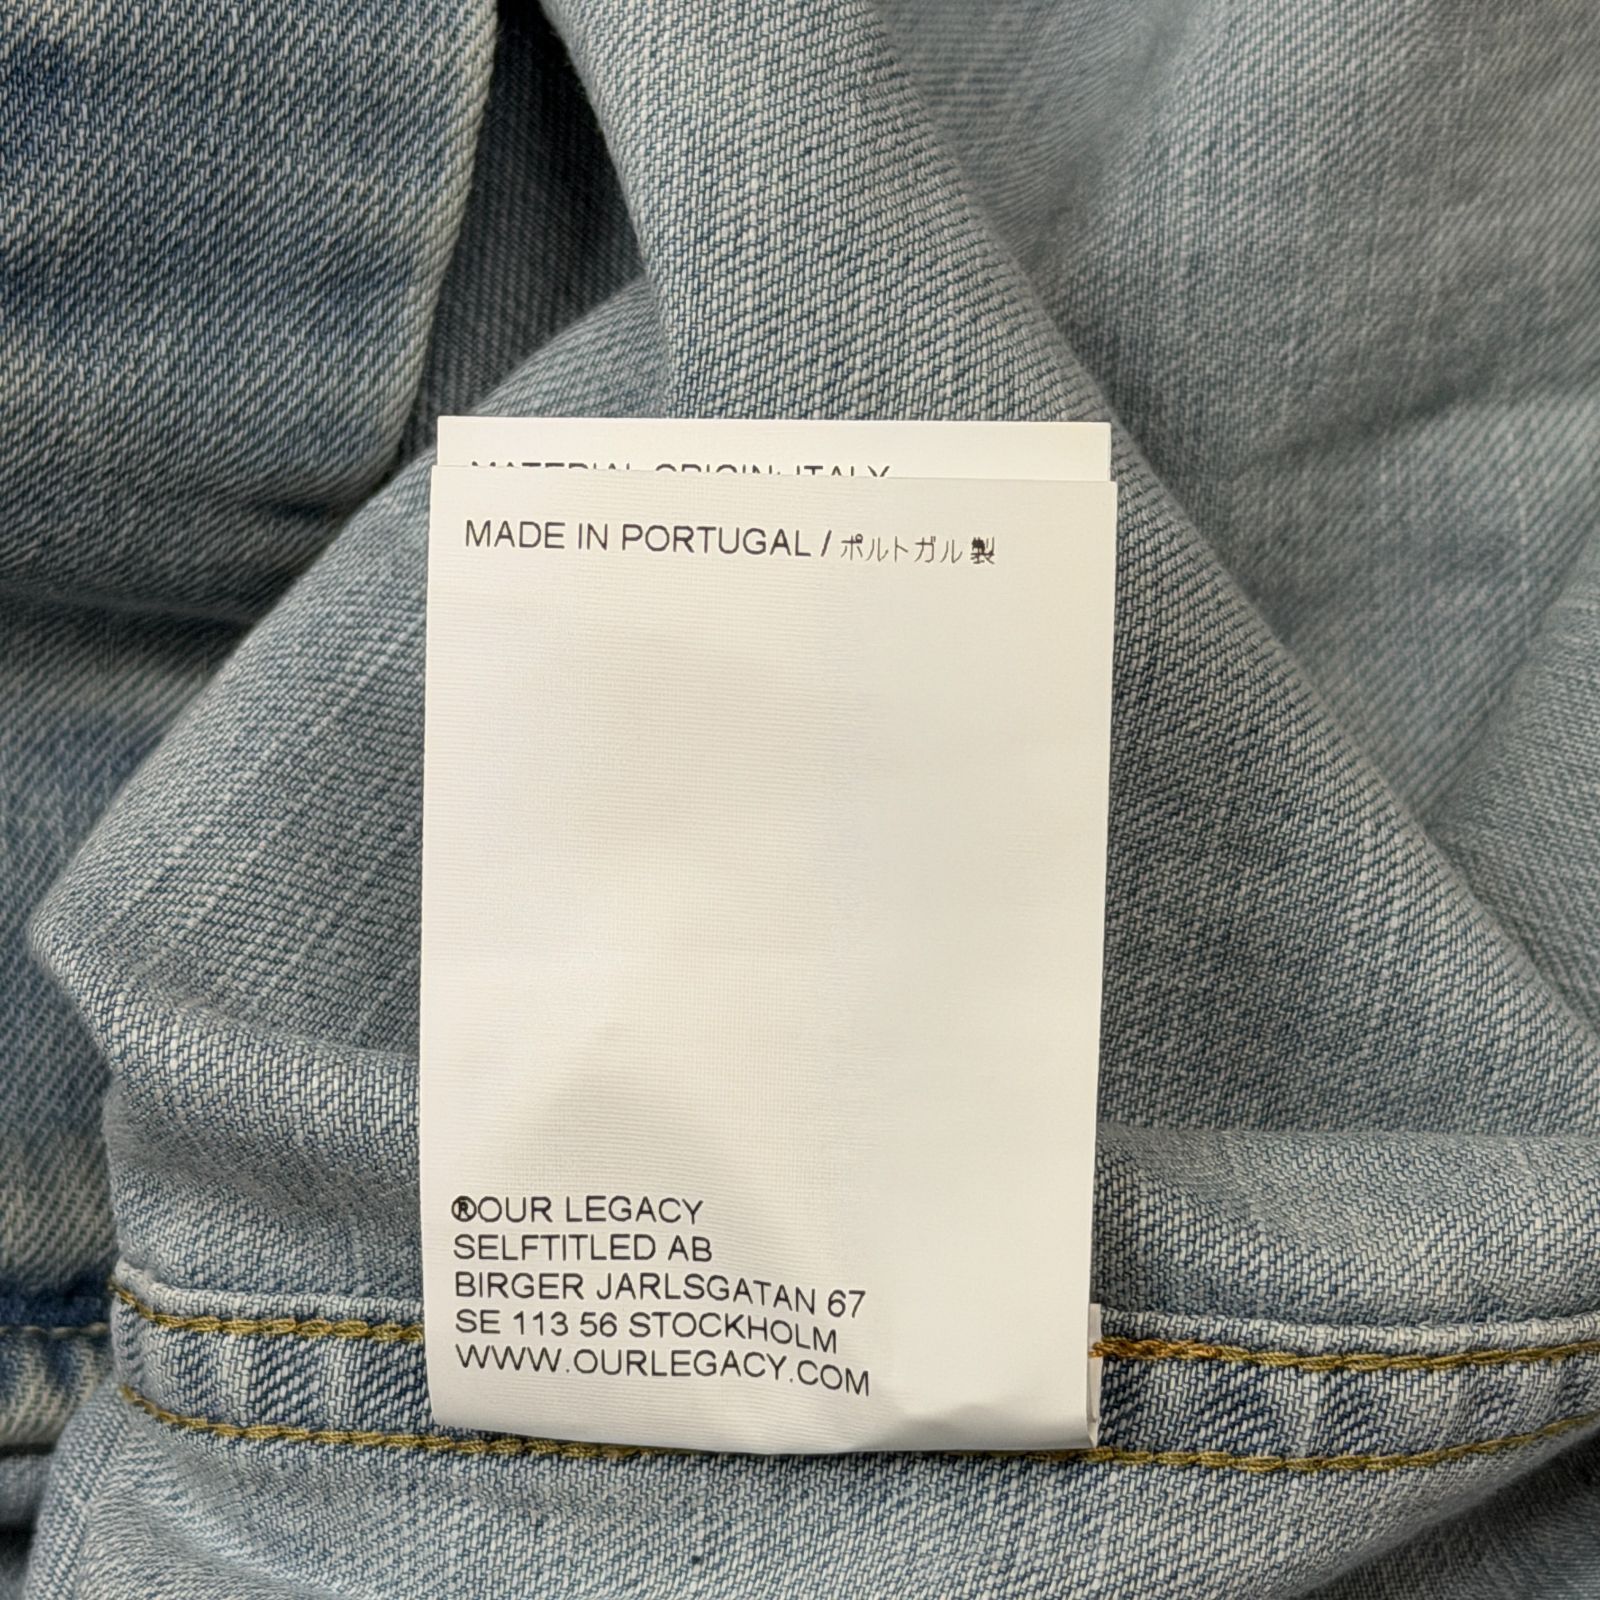 MATERIAL ORIGIN: ITALY
MADE IN PORTUGAL / ポルトガル製
®OUR LEGACY
SELFTITLED AB
BIRGER JARLSGATAN 67
SE 113 56 STOCKHOLM
WWW.OURLEGACY.COM